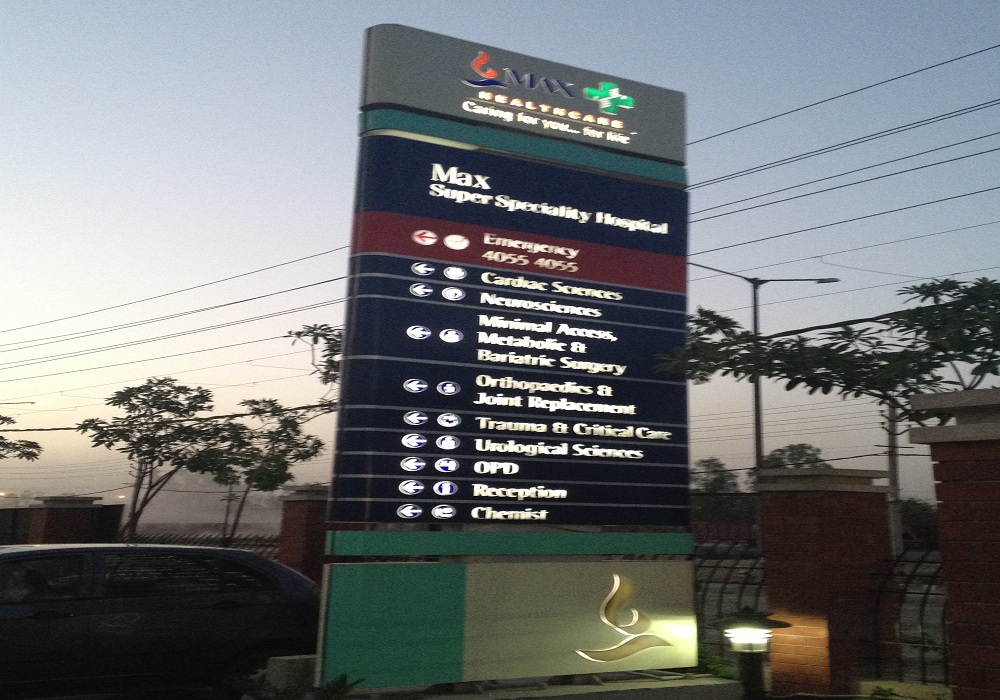 MAX
HEALTHCARE
Caring for you... for life
Max
Super Speciality Hospital
Emergency
4055 4055
Cardiac Sciences
Neurosciences
Minimal Access,
Metabolic &
Bariatric Surgery
Orthopaedics &
Joint Replacement
Trauma & Critical Care
Urological Sciences
OPD
Reception
Chemist